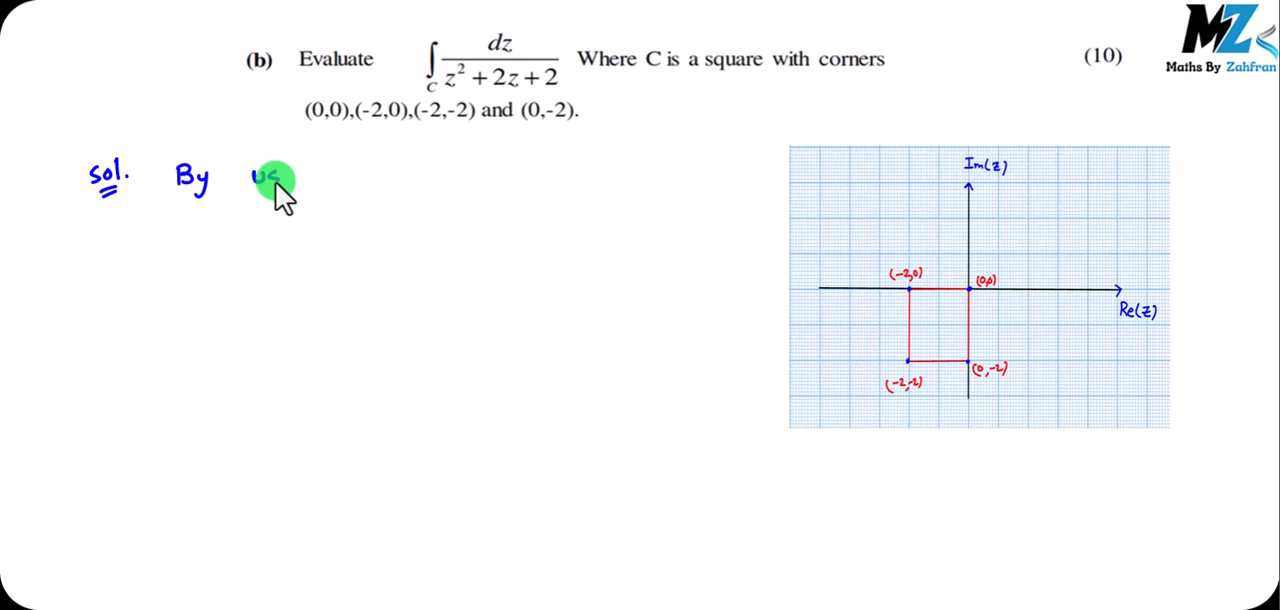 MZ
Maths By Zahfran
(b) Evaluate ∫_C dz / (z² + 2z + 2) Where C is a square with corners (10)
(0,0),(-2,0),(-2,-2) and (0,-2).
Sol. By us
Im(z)
(-2,0) (0,0)
Re(z)
(0,-2)
(-2,-2)